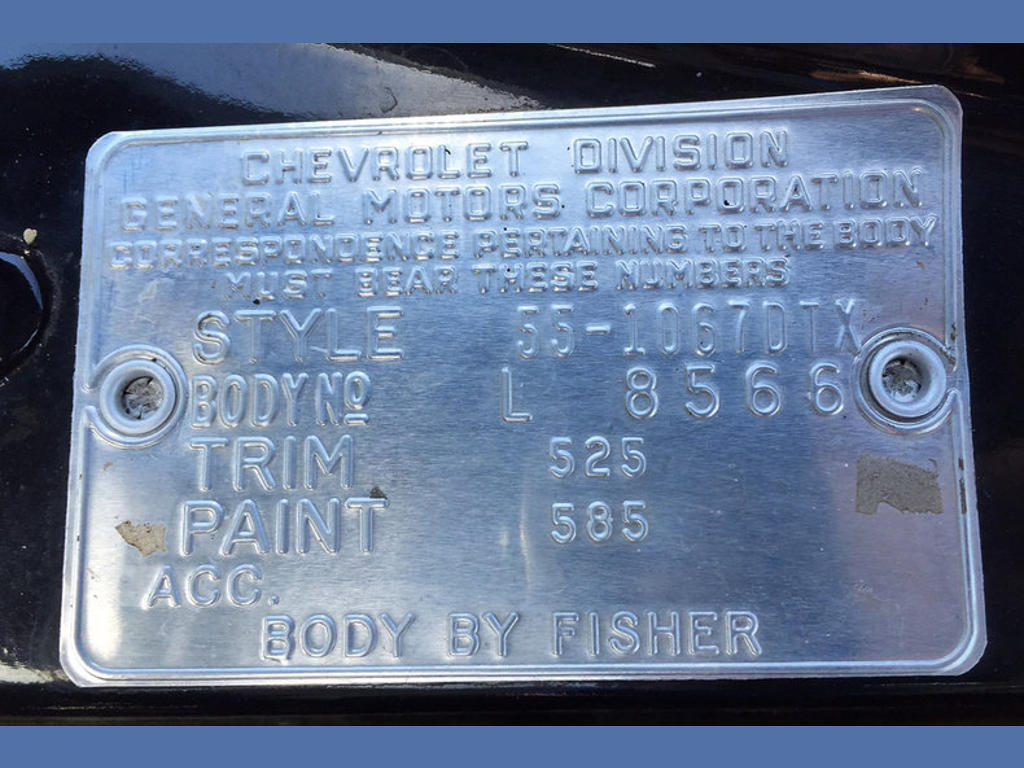 CHEVROLET DIVISION
GENERAL MOTORS CORPORATION
CORRESPONDENCE PERTAINING TO THE BODY
MUST BEAR THESE NUMBERS
STYLE 55-1067DTX
BODY Nº L 8566
TRIM 525
PAINT 585
ACC.
BODY BY FISHER